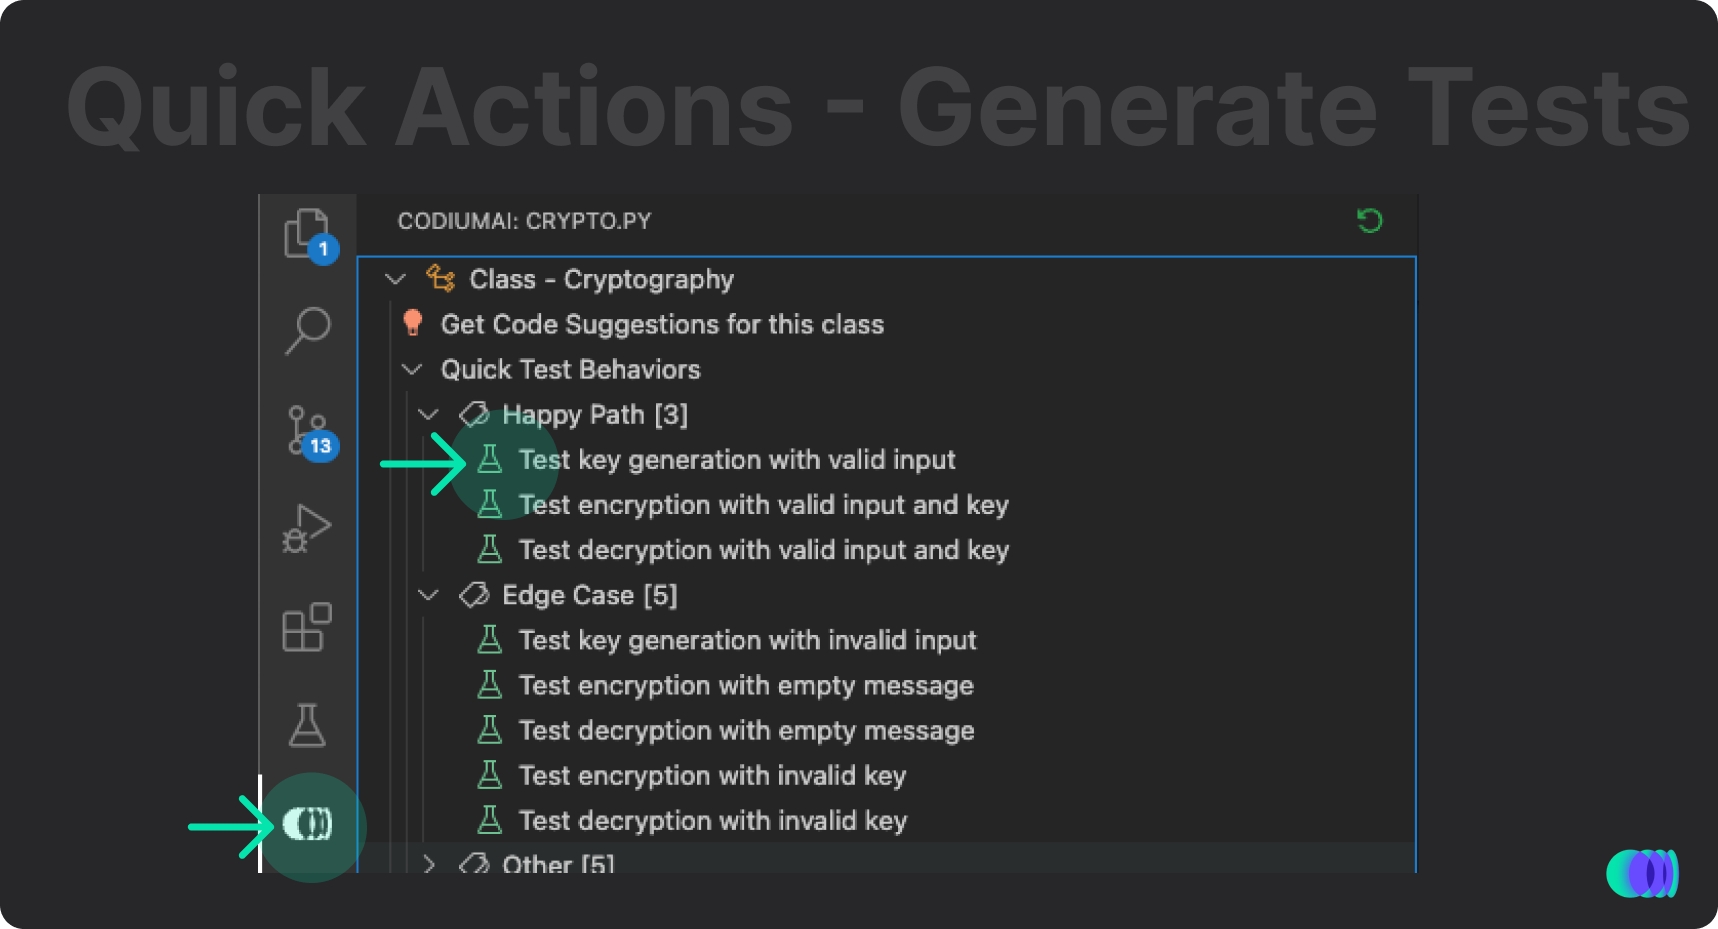 Quick Actions - Generate Tests
CODIUMAI: CRYPTO.PY
1
Class - Cryptography
Get Code Suggestions for this class
Quick Test Behaviors
Happy Path [3]
13
Test key generation with valid input
Test encryption with valid input and key
Test decryption with valid input and key
Edge Case [5]
Test key generation with invalid input
Test encryption with empty message
Test decryption with empty message
Test encryption with invalid key
Test decryption with invalid key
Other [5]